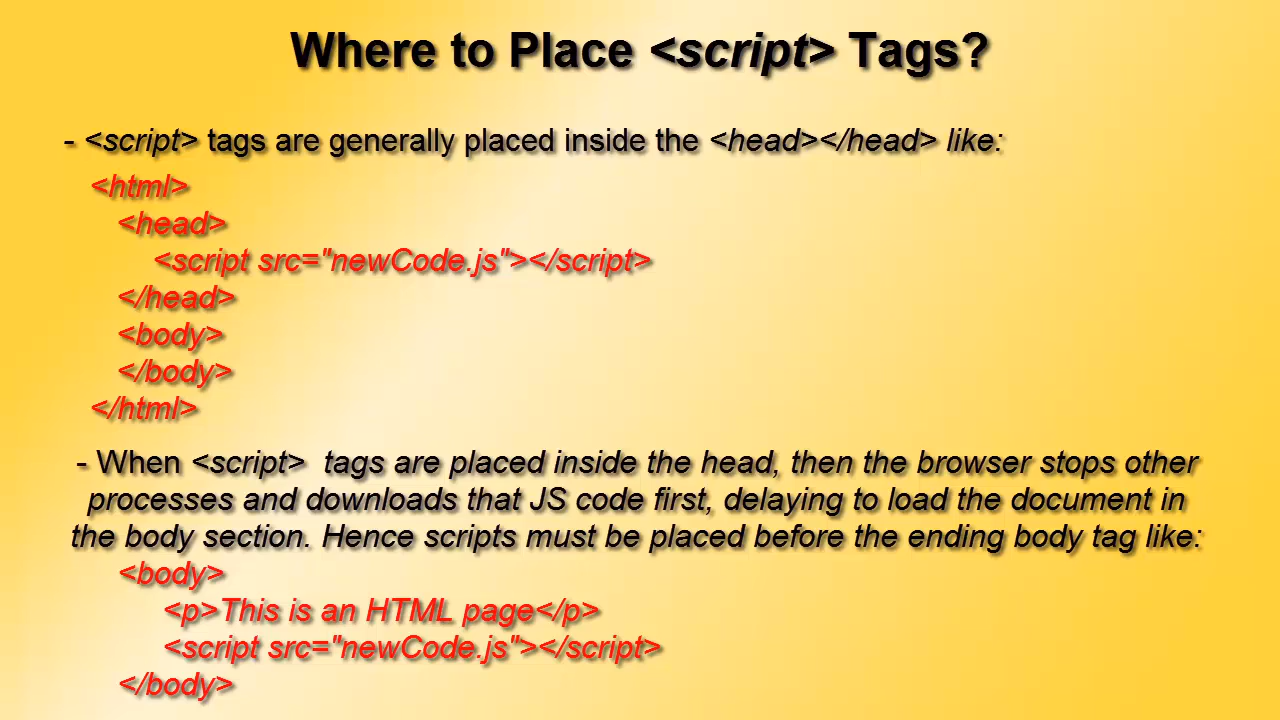 Where to Place <script> Tags?
- <script> tags are generally placed inside the <head></head> like:
<html>
<head>
<script src="newCode.js"></script>
</head>
<body>
</body>
</html>
- When <script>  tags are placed inside the head, then the browser stops other
processes and downloads that JS code first, delaying to load the document in
the body section. Hence scripts must be placed before the ending body tag like:
<body>
<p>This is an HTML page</p>
<script src="newCode.js"></script>
</body>